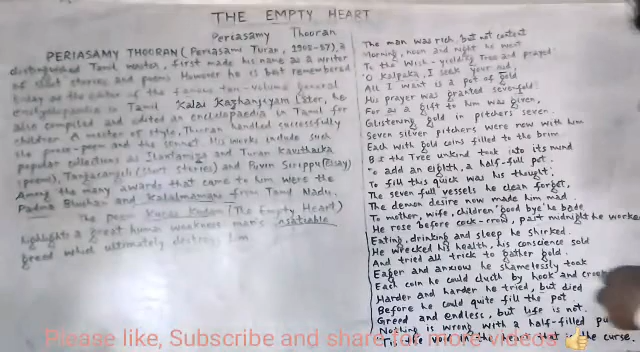 THE EMPTY HEART
Periasamy Thooran
PERIASAMY THOORAN (Periasami Turan, 1908-87), a
distinguished Tamil writer, first made his name as a writer
of short stories and poems. However he is best remembered
today as the editor of the famous ten-volume general
encyclopaedia in Tamil Kalai Kazhanjiyam Later, he
also compiled and edited an encyclopaedia in Tamil for
children. A master of style, Thooran handled successfully
the prose-poem and the sonnet. His works include such
popular collections as and Turan Kavithaika
(poems), (short stories) and Puvin Sirippu (Essay)
Among the many awards that came to him were the
Padma Bhushan and Kalaimamani from Tamil Nadu.
The poem Kurai Kudam (The Empty Heart)
highlights a great human weakness man's insatiable
greed which ultimately destroys him
The man was rich, but not content
Morning, noon and night he went
To the Wish-yielding Tree and prayed:
'O Kalpaka, I seek your aid,
All I want is a pot of gold
His prayer was granted sevenfold:
For as a gift to him was given,
Glistening gold in pitchers seven.
Seven silver pitchers were now with him
Each with gold coins filled to the brim
But the Tree unkind took into its mind
To add an eighth, a half-full pot.
To fill this quick was his thought;
The seven full vessels he clean forgot,
The demon desire now made him mad
To mother, wife, children 'good bye' he bade
He rose before cock-crow, past midnight he worke
Eating, drinking and sleep he shirked.
He wrecked his health, his conscience sold
And tried all trick to gather gold.
Eager and anxiow he shamelessly took
Each coin he could clutch by hook and croo
Harder and harder he tried, but died
Before he could quite fill the pot.
Greed and endless, but life is not.
Nothing is wrong with a half-filled
the void in the heart that he curse.
Please like, Subscribe and share for more videos 👍